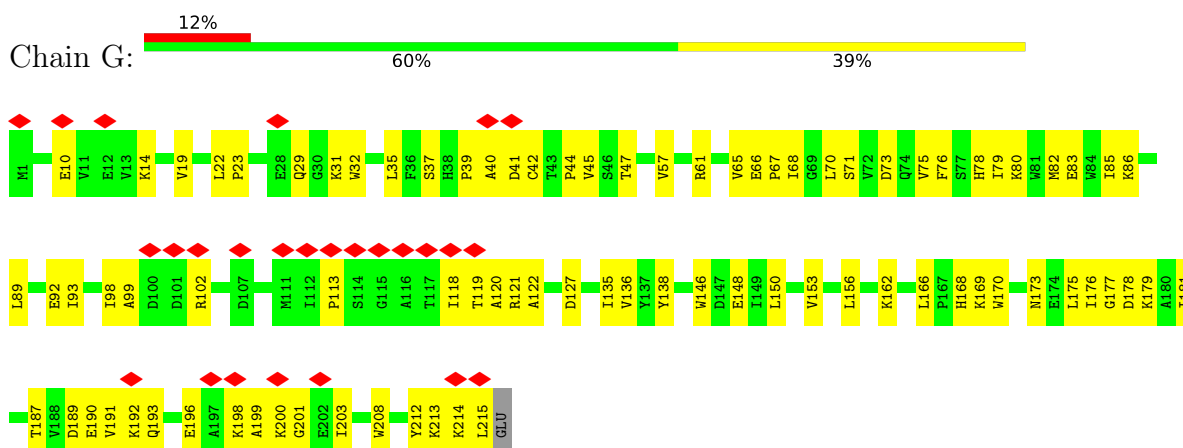 12%
Chain G:
60% 39%
M1 E10 V11 E12 V13 K14 V19 L22 P23 E28 Q29 G30 K31 W32 L35 F36 S37 H38 P39 A40 D41 C42 T43 P44 V45 S46 T47 V57 R61 V65 E66 P67 I68 G69 L70 S71 V72 D73 Q74 V75 F76 S77 H78 I79 K80 W81 M82 E83 W84 I85 K86
L89 E92 I93 I98 A99 D100 D101 R102 D107 M111 I112 P113 S114 G115 A116 T117 I118 T119 A120 R121 A122 D127 I135 V136 Y137 Y138 W146 D147 E148 I149 L150 V153 L156 K162 L166 P167 H168 K169 W170 N173 E174 L175 I176 G177 D178 K179 A180 I181
T187 V188 D189 E190 V191 K192 Q193 E196 A197 K198 A199 K200 G201 E202 I203 W208 Y212 K213 K214 L215 GLU